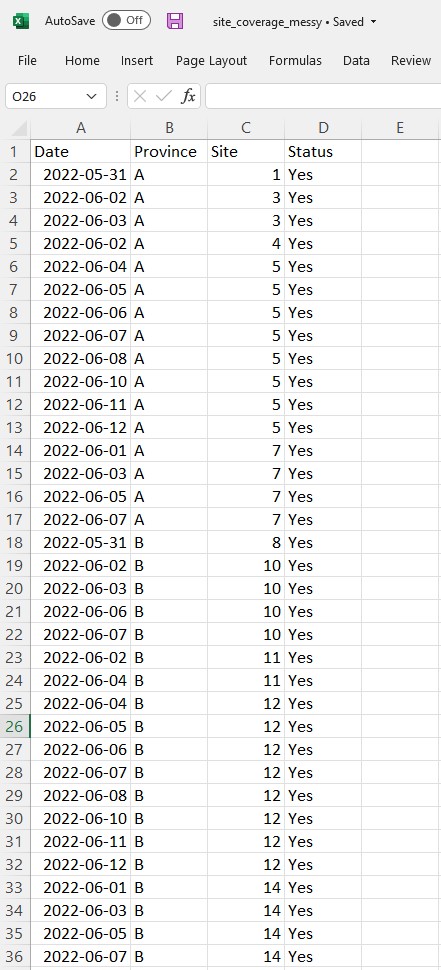 AutoSave Off site_coverage_messy • Saved
File Home Insert Page Layout Formulas Data Review
O26 fx
A B C D E
1 Date Province Site Status
2 2022-05-31 A 1 Yes
3 2022-06-02 A 3 Yes
4 2022-06-03 A 3 Yes
5 2022-06-02 A 4 Yes
6 2022-06-04 A 5 Yes
7 2022-06-05 A 5 Yes
8 2022-06-06 A 5 Yes
9 2022-06-07 A 5 Yes
10 2022-06-08 A 5 Yes
11 2022-06-10 A 5 Yes
12 2022-06-11 A 5 Yes
13 2022-06-12 A 5 Yes
14 2022-06-01 A 7 Yes
15 2022-06-03 A 7 Yes
16 2022-06-05 A 7 Yes
17 2022-06-07 A 7 Yes
18 2022-05-31 B 8 Yes
19 2022-06-02 B 10 Yes
20 2022-06-03 B 10 Yes
21 2022-06-06 B 10 Yes
22 2022-06-07 B 10 Yes
23 2022-06-02 B 11 Yes
24 2022-06-04 B 11 Yes
25 2022-06-04 B 12 Yes
26 2022-06-05 B 12 Yes
27 2022-06-06 B 12 Yes
28 2022-06-07 B 12 Yes
29 2022-06-08 B 12 Yes
30 2022-06-10 B 12 Yes
31 2022-06-11 B 12 Yes
32 2022-06-12 B 12 Yes
33 2022-06-01 B 14 Yes
34 2022-06-03 B 14 Yes
35 2022-06-05 B 14 Yes
36 2022-06-07 B 14 Yes